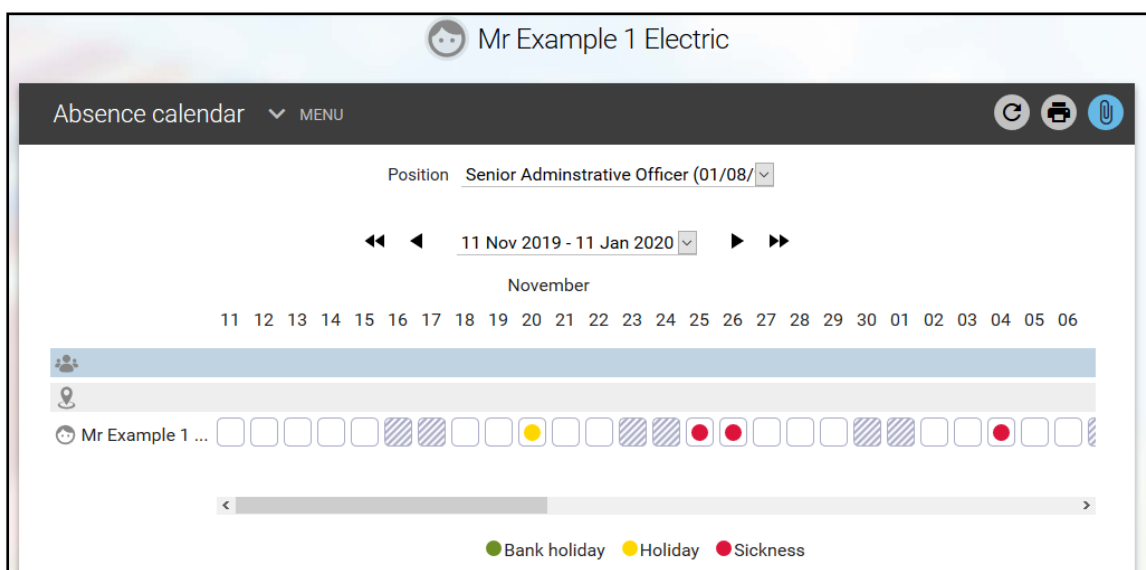 Mr Example 1 Electric
Absence calendar MENU
Position Senior Adminstrative Officer (01/08/
11 Nov 2019 - 11 Jan 2020
November
11 12 13 14 15 16 17 18 19 20 21 22 23 24 25 26 27 28 29 30 01 02 03 04 05 06
Mr Example 1 ...
Bank holiday Holiday Sickness